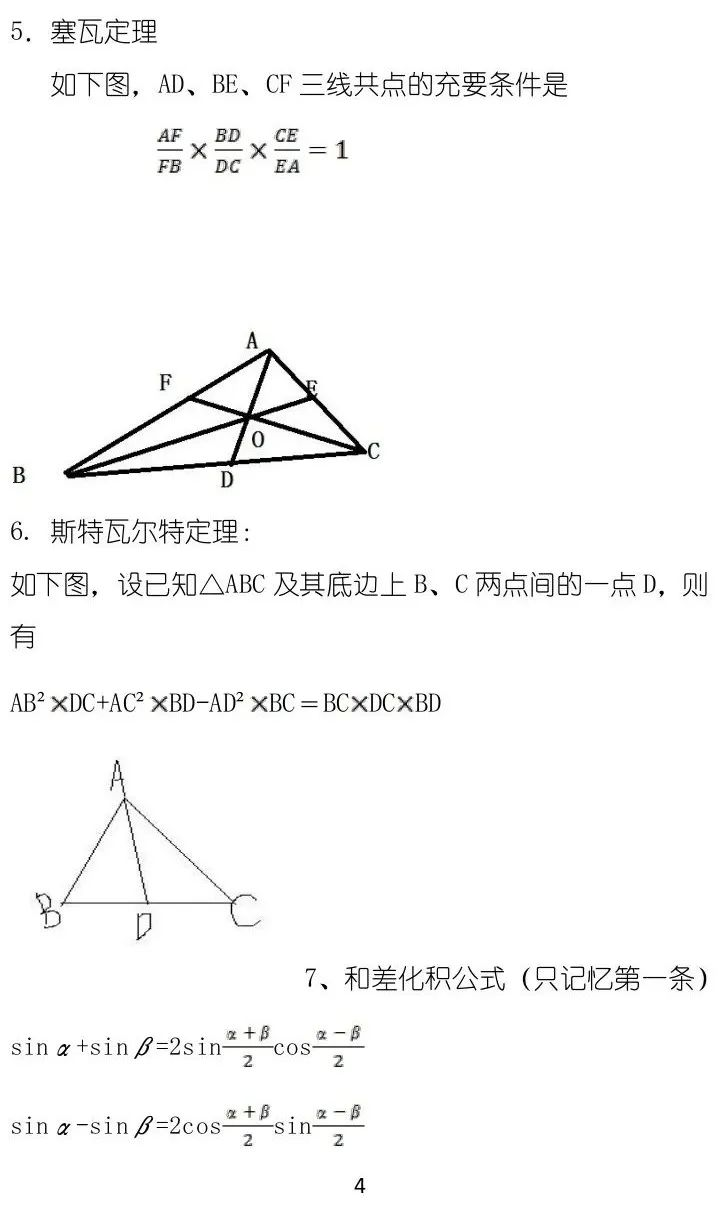 5. 塞瓦定理
如下图，AD、BE、CF 三线共点的充要条件是
AF/FB × BD/DC × CE/EA = 1
A
F
E
O
C
B
D
6. 斯特瓦尔特定理：
如下图，设已知△ABC 及其底边上 B、C 两点间的一点 D，则
有
AB² ×DC+AC² ×BD-AD² ×BC＝BC×DC×BD
A
B
D
C
7、和差化积公式（只记忆第一条）
sin α+sin β=2sin (α+β)/2 cos (α-β)/2
sin α-sin β=2cos (α+β)/2 sin (α-β)/2
4